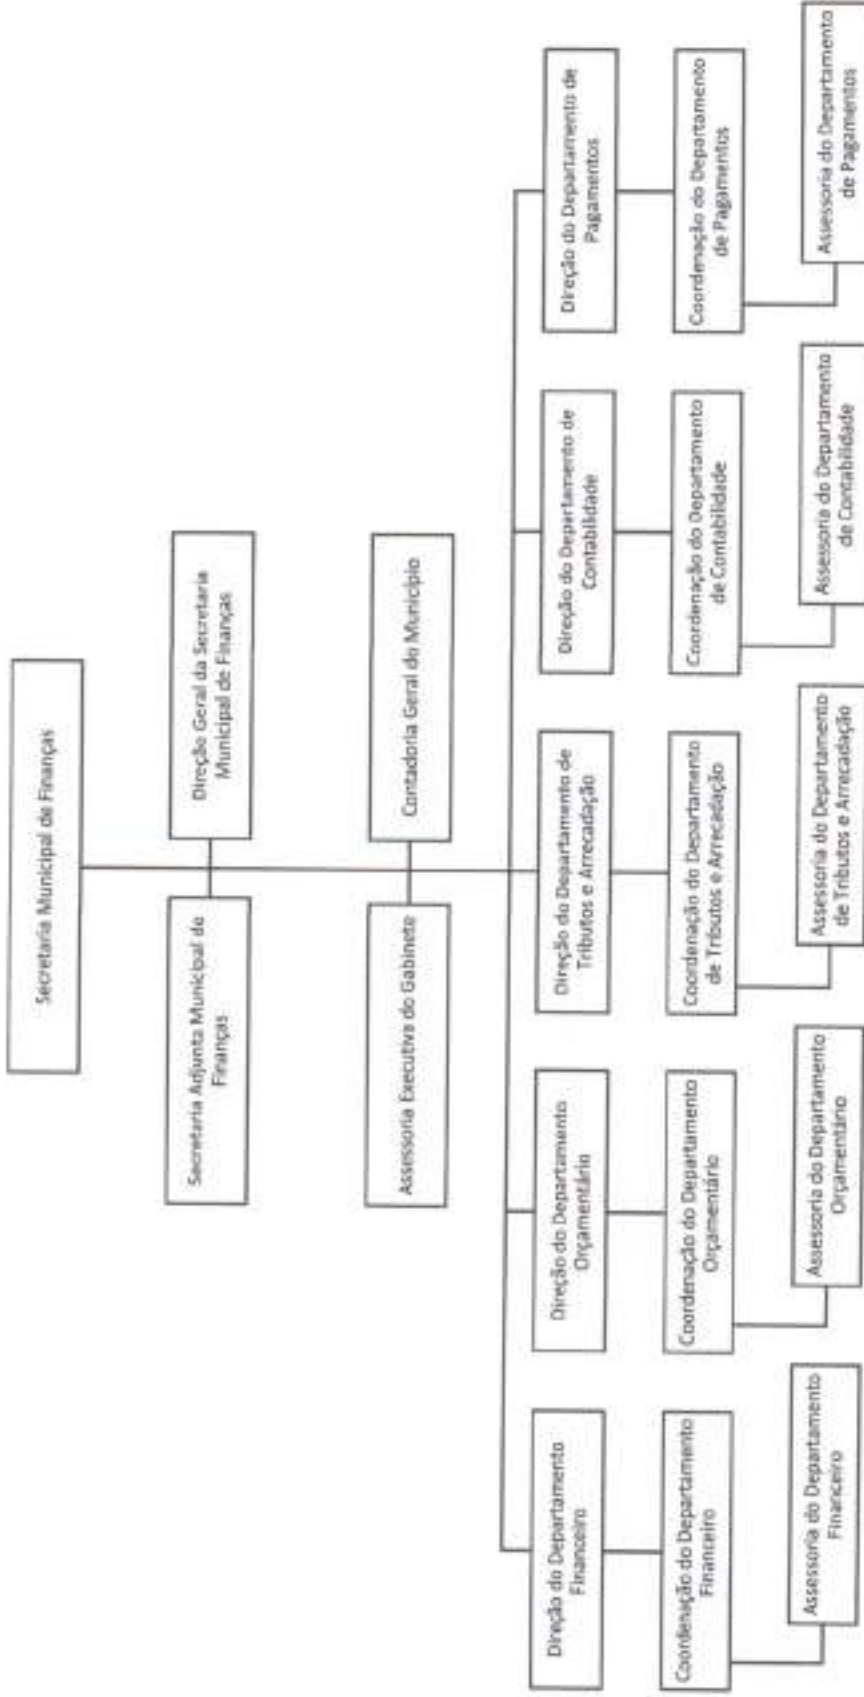 Secretaria Municipal de Finanças
Secretaria Adjunta Municipal de
Finanças
Direção Geral da Secretaria
Municipal de Finanças
Assessoria Executiva do Gabinete
Contadoria Geral do Município
Direção do Departamento
Financeiro
Direção do Departamento
Orçamentário
Direção do Departamento de
Tributos e Arrecadação
Direção do Departamento de
Contabilidade
Direção do Departamento de
Pagamentos
Coordenação do Departamento
Financeiro
Coordenação do Departamento
Orçamentário
Coordenação do Departamento
de Tributos e Arrecadação
Coordenação do Departamento
de Contabilidade
Coordenação do Departamento
de Pagamentos
Assessoria do Departamento
Financeiro
Assessoria do Departamento
Orçamentário
Assessoria do Departamento
de Tributos e Arrecadação
Assessoria do Departamento
de Contabilidade
Assessoria do Departamento
de Pagamentos